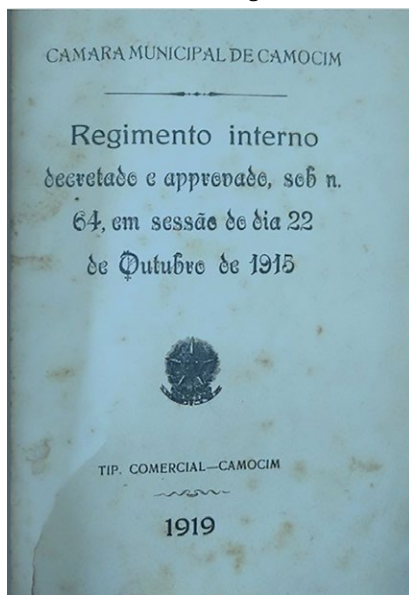 CAMARA MUNICIPAL DE CAMOCIM
Regimento interno
decretado e approvado, sob n.
64, em sessão do dia 22
de Outubro de 1915
TIP. COMERCIAL—CAMOCIM
1919